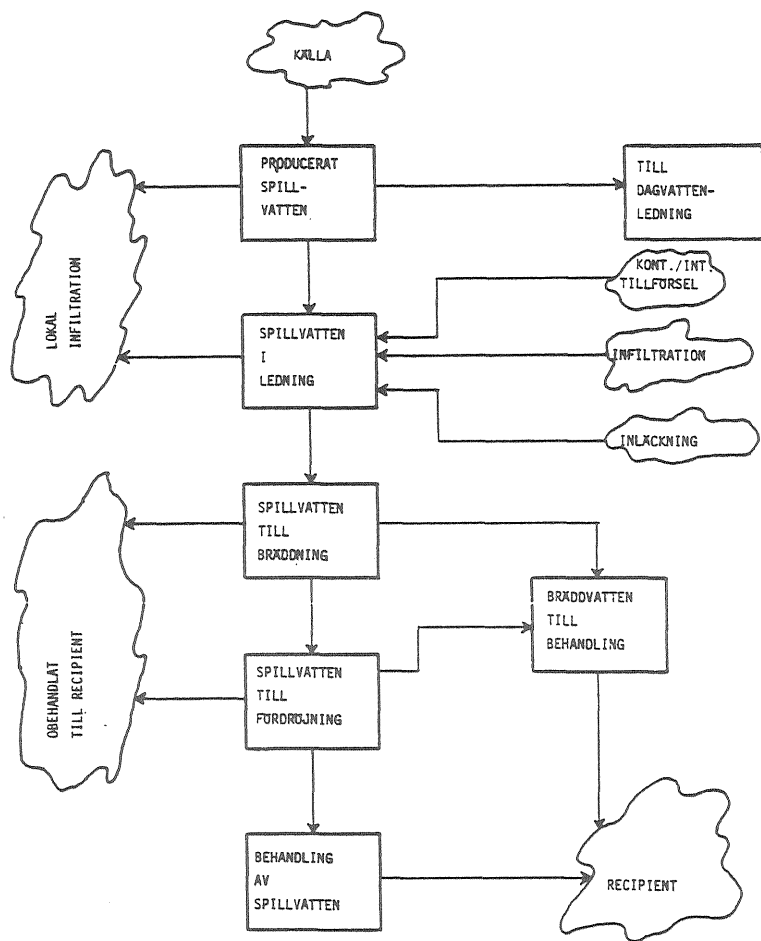 KÄLLA
PRODUCERAT
SPILL-
VATTEN
TILL
DAGVATTEN-
LEDNING
LOKAL
INFILTRATION
KONT./INT.
TILLFÖRSEL
SPILLVATTEN
I
LEDNING
INFILTRATION
INLÄCKNING
SPILLVATTEN
TILL
BRÄDDNING
BRÄDDVATTEN
TILL
BEHANDLING
OBEHANDLAT
TILL RECIPIENT
SPILLVATTEN
TILL
FÖRDRÖJNING
BEHANDLING
AV
SPILLVATTEN
RECIPIENT